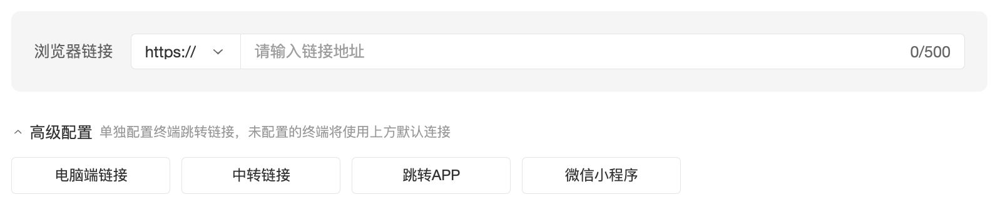 浏览器链接 https:// 请输入链接地址 0/500
高级配置 单独配置终端跳转链接，未配置的终端将使用上方默认连接
电脑端链接 中转链接 跳转APP 微信小程序